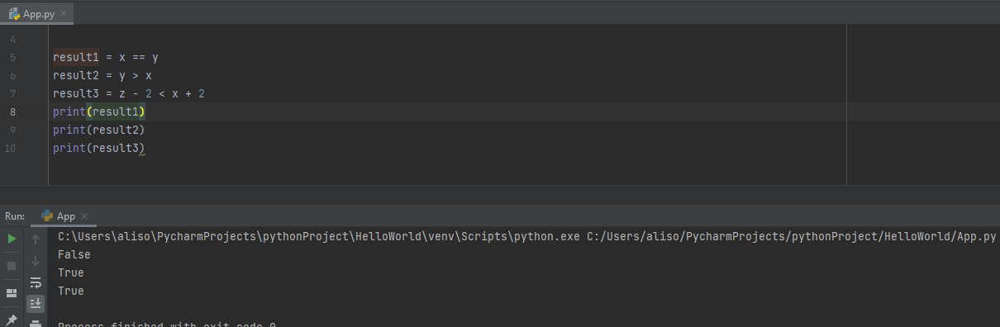 App.py
4
5 result1 = x == y
6 result2 = y > x
7 result3 = z - 2 < x + 2
8 print(result1)
9 print(result2)
10 print(result3)
Run: App
C:\Users\aliso\PycharmProjects\pythonProject\HelloWorld\venv\Scripts\python.exe C:/Users/aliso/PycharmProjects/pythonProject/HelloWorld/App.py
False
True
True
Process finished with exit code 0